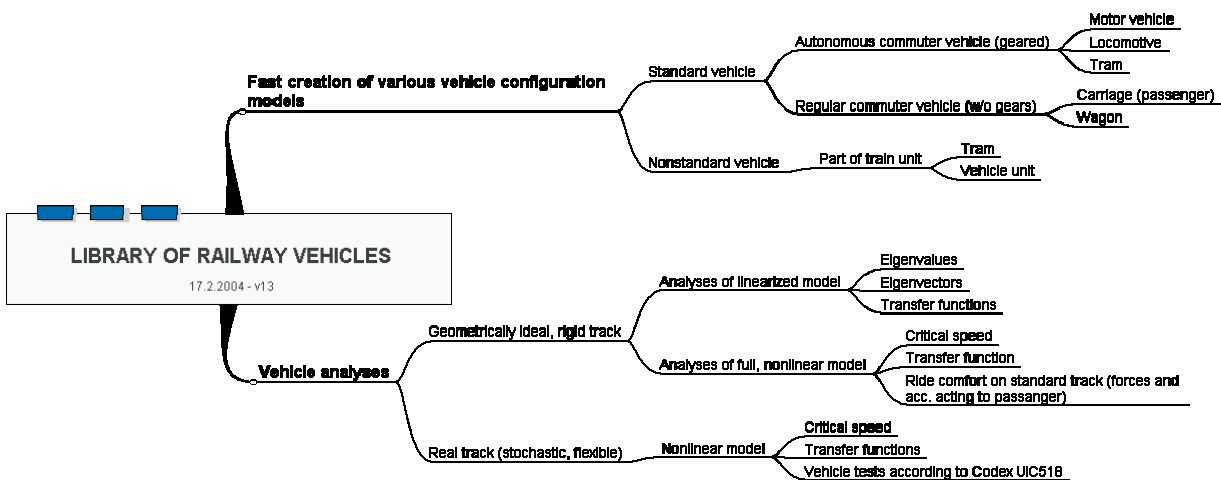 Motor vehicle
Autonomous commuter vehicle (geared)
Locomotive
Tram
Standard vehicle
Fast creation of various vehicle configuration
models
Carriage (passenger)
Regular commuter vehicle (w/o gears)
Wagon
Tram
Nonstandard vehicle
Part of train unit
Vehicle unit
LIBRARY OF RAILWAY VEHICLES
17.2.2004 - v13
Eigenvalues
Analyses of linearized model
Eigenvectors
Transfer functions
Geometrically ideal, rigid track
Critical speed
Analyses of full, nonlinear model
Transfer function
Ride comfort on standard track (forces and
acc. acting to passanger)
Vehicle analyses
Critical speed
Real track (stochastic, flexible)
Nonlinear model
Transfer functions
Vehicle tests according to Codex UIC518